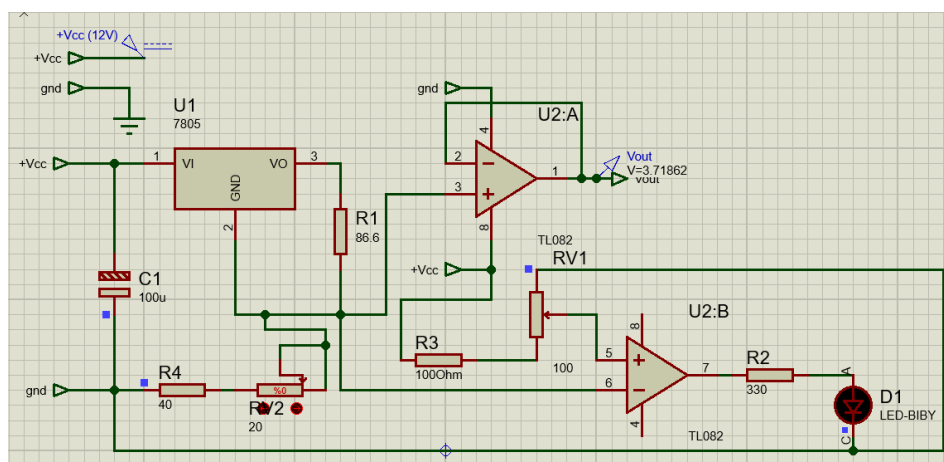 +Vcc (12V)
+Vcc
gnd
U1
7805
+Vcc
1
VI
VO
3
GND
2
R1
86.6
gnd
4
U2:A
2
3
1
8
Vout
V=3.71862
vout
TL082
+Vcc
RV1
100
C1
100u
R3
100Ohm
U2:B
8
5
6
7
4
TL082
R2
330
A
D1
LED-BIBY
C
gnd
R4
40
%0
RV2
20